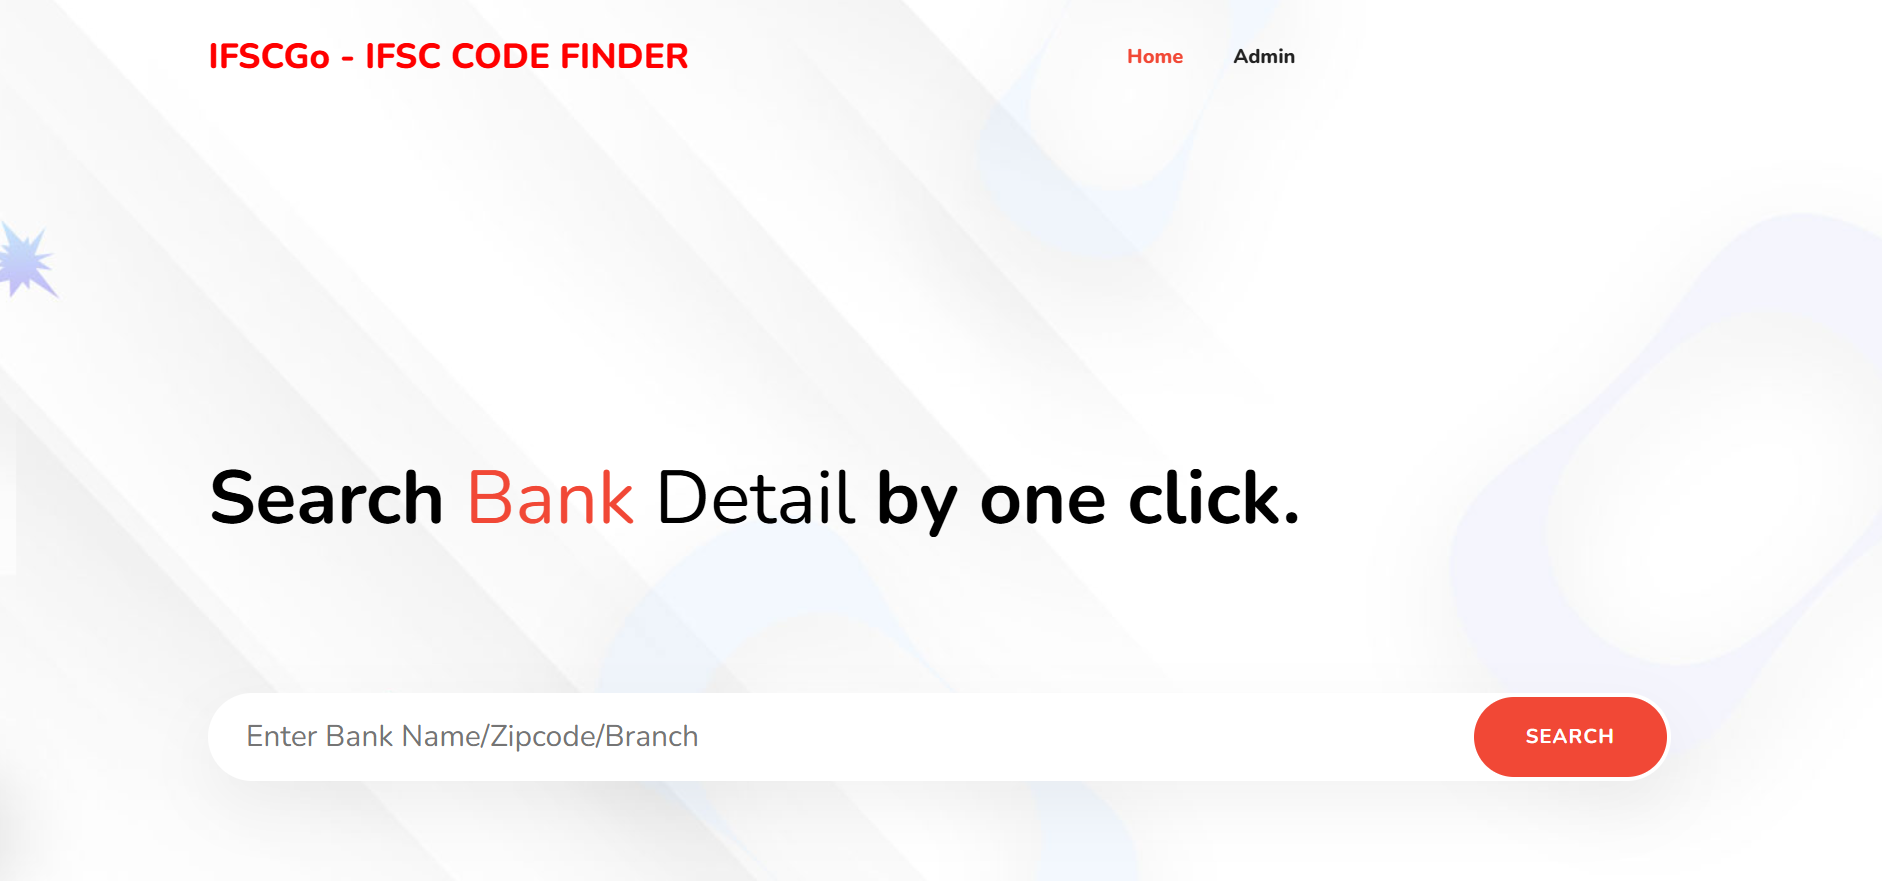 IFSCGo - IFSC CODE FINDER
Home
Admin
Search Bank Detail by one click.
Enter Bank Name/Zipcode/Branch
SEARCH